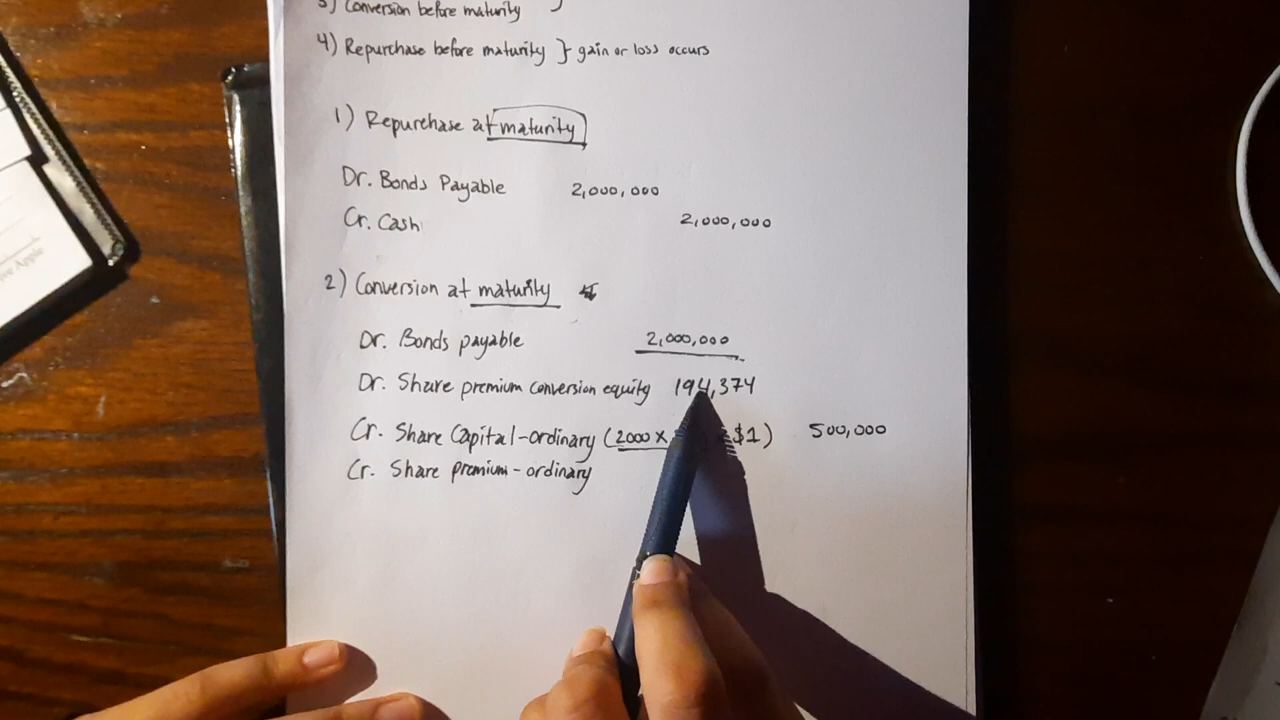 3) Conversion before maturity }
4) Repurchase before maturity } gain or loss occurs
1) Repurchase at maturity
Dr. Bonds Payable 2,000,000
Cr. Cash 2,000,000
2) Conversion at maturity
Dr. Bonds payable 2,000,000
Dr. Share premium conversion equity 194,374
Cr. Share Capital-ordinary (2000 x $1) 500,000
Cr. Share premium-ordinary
Apple